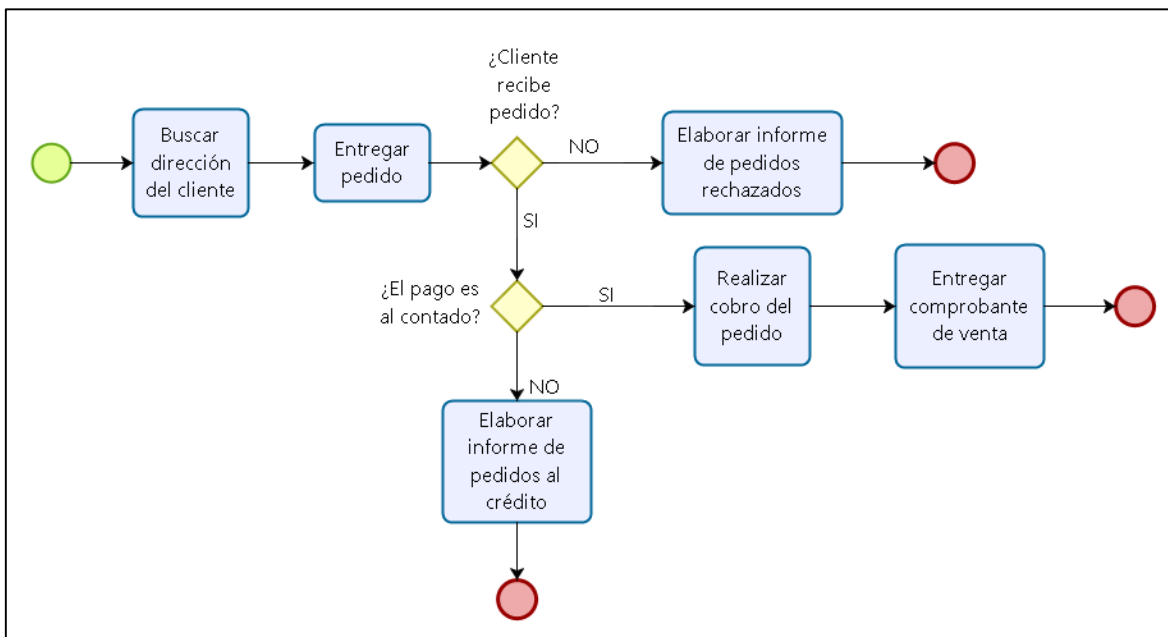 ¿Cliente
recibe
pedido?
Buscar
dirección
del cliente
Entregar
pedido
NO
Elaborar informe
de pedidos
rechazados
SI
¿El pago es
al contado?
SI
Realizar
cobro del
pedido
Entregar
comprobante
de venta
NO
Elaborar
informe de
pedidos al
crédito